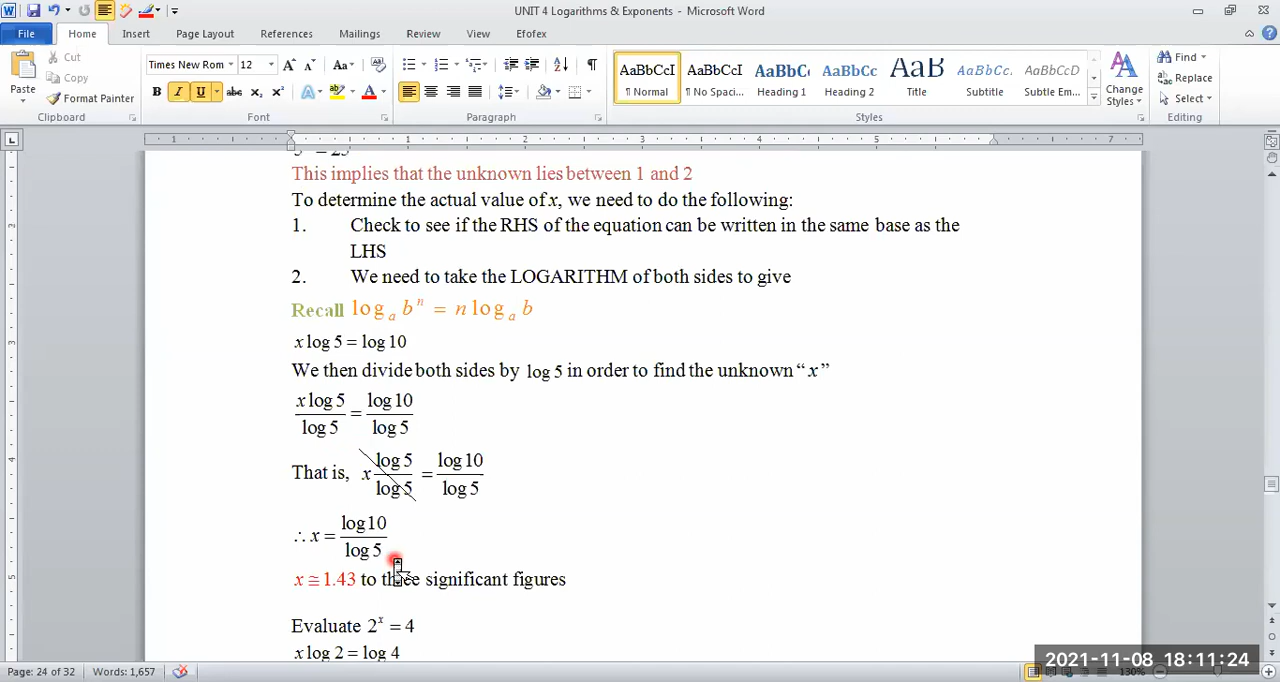 UNIT 4 Logarithms & Exponents - Microsoft Word
File Home Insert Page Layout References Mailings Review View Efofex
Paste
Cut
Copy
Format Painter
Clipboard
Times New Rom 12
Font
Paragraph
AaBbCcI AaBbCcI AaBbC AaBbCc AaB AaBbCc. AaBbCcD
¶ Normal ¶ No Spaci... Heading 1 Heading 2 Title Subtitle Subtle Em...
Styles
Change Styles
Find
Replace
Select
Editing
1 1 2 3 4 5 7
This implies that the unknown lies between 1 and 2
To determine the actual value of x, we need to do the following:
1. Check to see if the RHS of the equation can be written in the same base as the
LHS
2. We need to take the LOGARITHM of both sides to give
Recall log_a b^n = n log_a b
x log 5 = log 10
We then divide both sides by log 5 in order to find the unknown “ x ”
x log 5 / log 5 = log 10 / log 5
That is, x log 5 / log 5 = log 10 / log 5
∴ x = log 10 / log 5
x ≅ 1.43 to three significant figures
Evaluate 2^x = 4
x log 2 = log 4
2021-11-08 18:11:24
Page: 24 of 32 Words: 1,657
130%